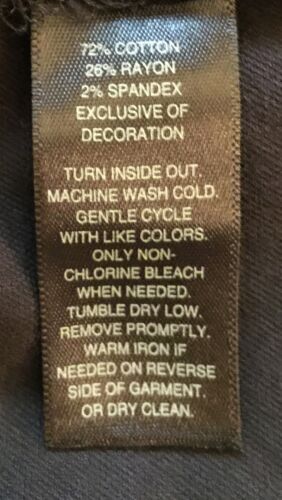 72% COTTON
26% RAYON
2% SPANDEX
EXCLUSIVE OF
DECORATION
TURN INSIDE OUT.
MACHINE WASH COLD.
GENTLE CYCLE
WITH LIKE COLORS.
ONLY NON-
CHLORINE BLEACH
WHEN NEEDED.
TUMBLE DRY LOW.
REMOVE PROMPTLY.
WARM IRON IF
NEEDED ON REVERSE
SIDE OF GARMENT.
OR DRY CLEAN.